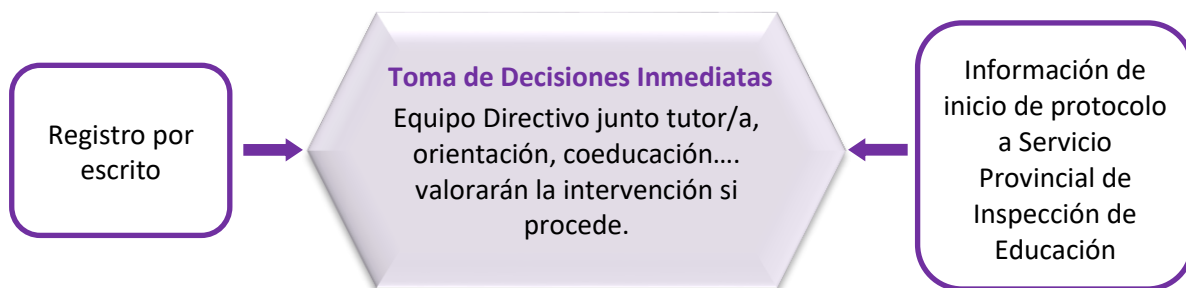 Registro por
escrito
Toma de Decisiones Inmediatas
Equipo Directivo junto tutor/a,
orientación, coeducación....
valorarán la intervención si
procede.
Información de
inicio de protocolo
a Servicio
Provincial de
Inspección de
Educación